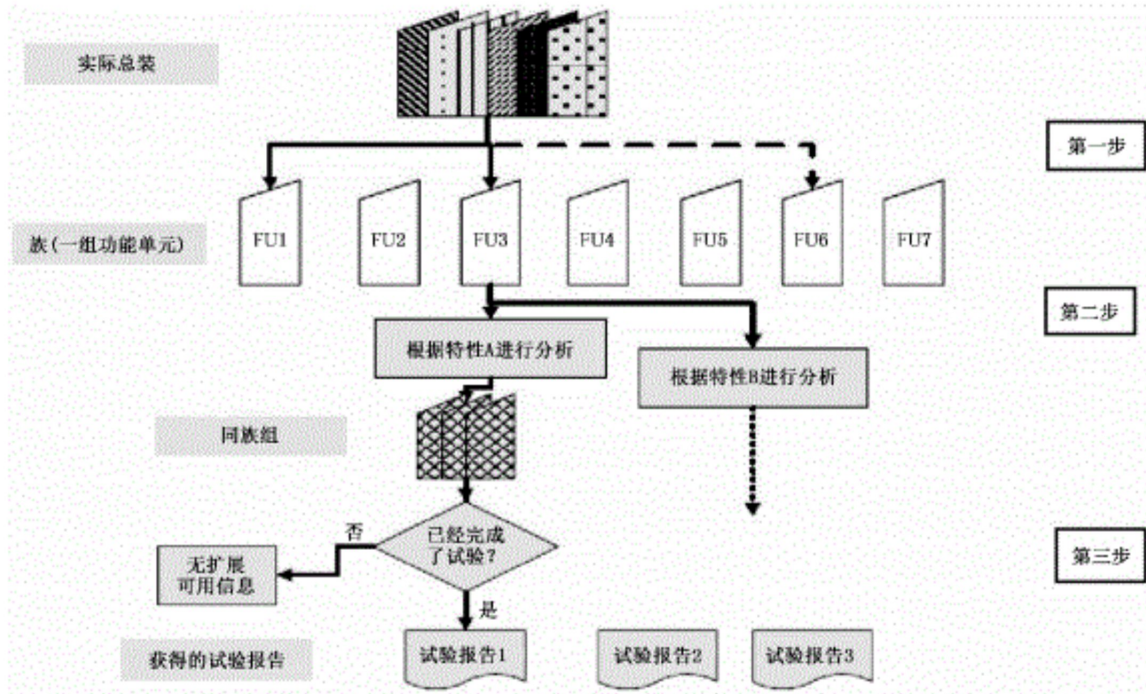 实际总装
第一步
族(一组功能单元)
FU1
FU2
FU3
FU4
FU5
FU6
FU7
第二步
根据特性A进行分析
根据特性B进行分析
同族组
否
已经完成
了试验?
无扩展
可用信息
第三步
是
获得的试验报告
试验报告1
试验报告2
试验报告3